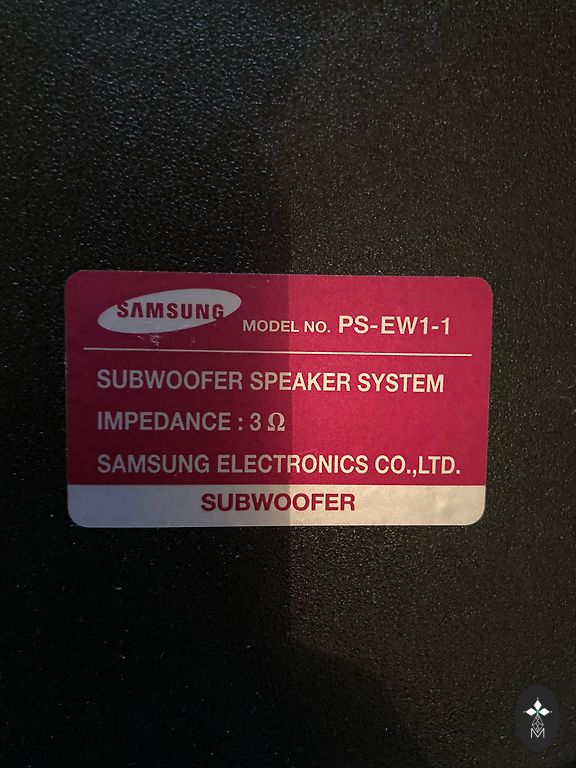 SAMSUNG MODEL NO. PS-EW1-1
SUBWOOFER SPEAKER SYSTEM
IMPEDANCE : 3 Ω
SAMSUNG ELECTRONICS CO.,LTD.
SUBWOOFER
M